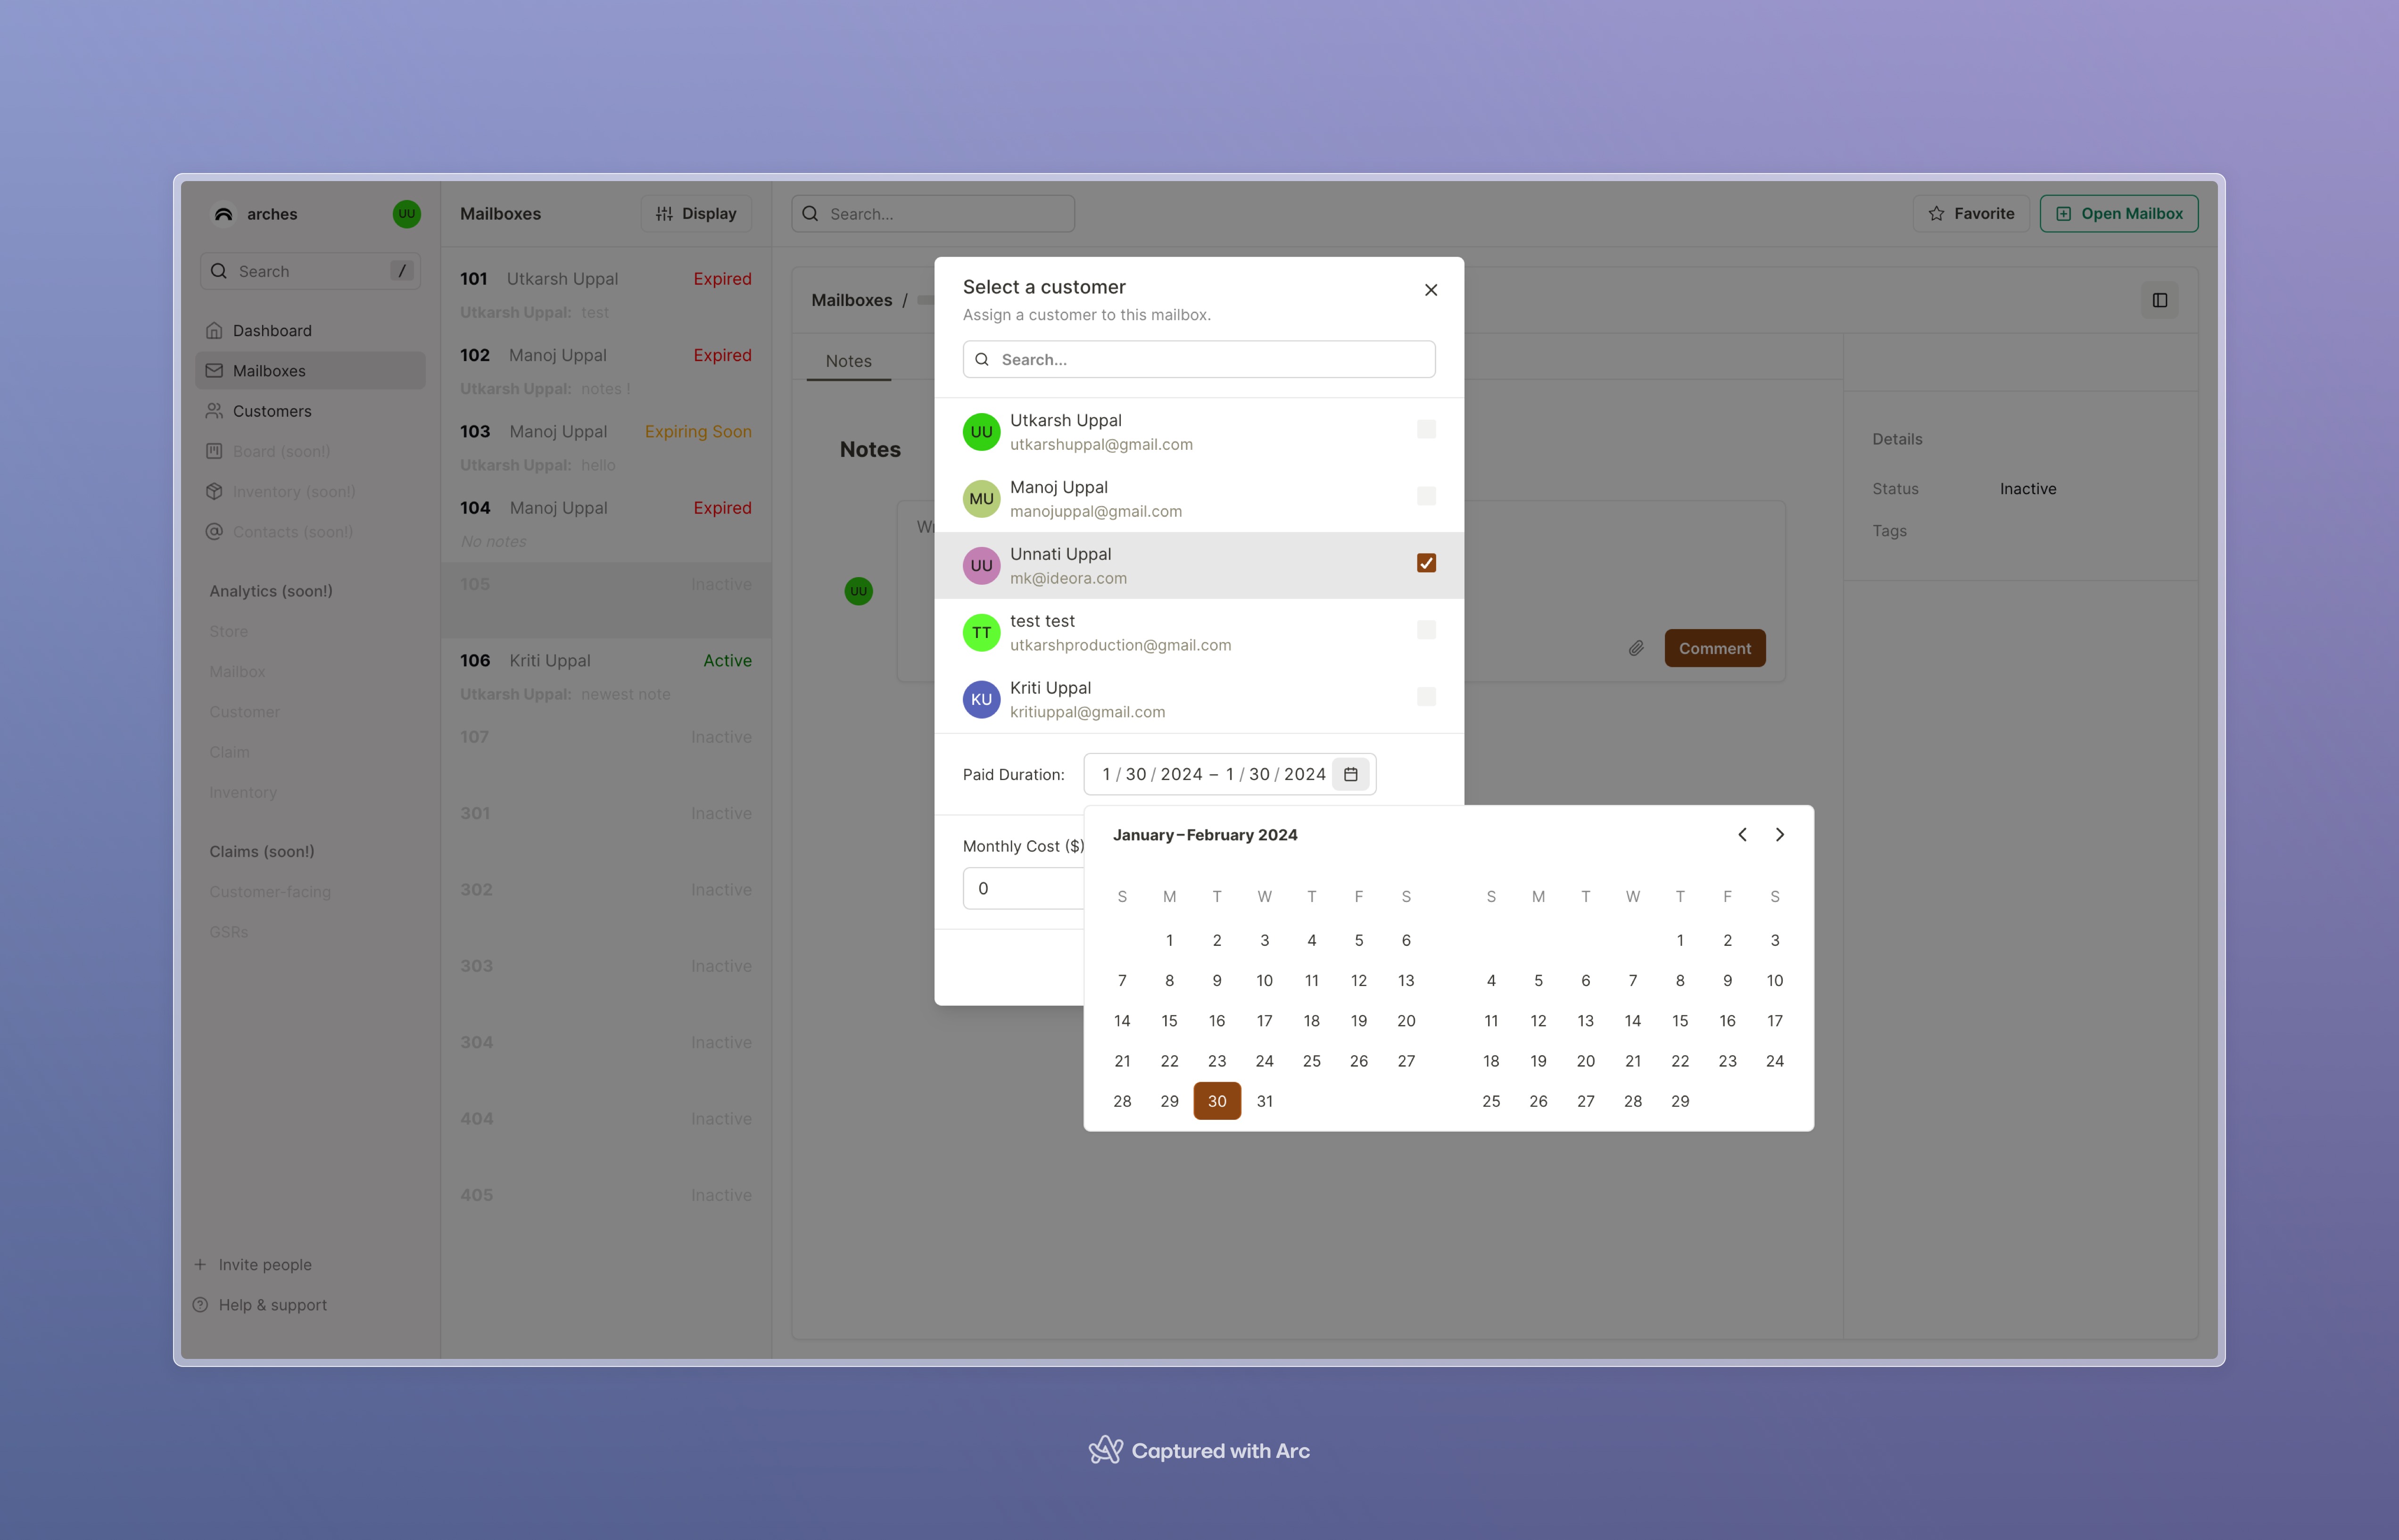 arches
UU
Search
/
Dashboard
Mailboxes
Customers
Board (soon!)
Inventory (soon!)
Contacts (soon!)
Analytics (soon!)
Store
Mailbox
Customer
Claim
Inventory
Claims (soon!)
Customer-facing
GSRs
Invite people
Help & support
Mailboxes
Display
101 Utkarsh Uppal Expired
Utkarsh Uppal: test
102 Manoj Uppal Expired
Utkarsh Uppal: notes !
103 Manoj Uppal Expiring Soon
Utkarsh Uppal: hello
104 Manoj Uppal Expired
No notes
105 Inactive
106 Kriti Uppal Active
Utkarsh Uppal: newest note
107 Inactive
301 Inactive
302 Inactive
303 Inactive
304 Inactive
404 Inactive
405 Inactive
Search...
Favorite
Open Mailbox
Mailboxes /
Notes
Notes
UU
Comment
Details
Status Inactive
Tags
Select a customer
Assign a customer to this mailbox.
Search...
UU Utkarsh Uppal
utkarshuppal@gmail.com
MU Manoj Uppal
manojuppal@gmail.com
UU Unnati Uppal
mk@ideora.com
TT test test
utkarshproduction@gmail.com
KU Kriti Uppal
kritiuppal@gmail.com
Paid Duration: 1 / 30 / 2024 – 1 / 30 / 2024
Monthly Cost ($)
0
January – February 2024
S M T W T F S S M T W T F S
1 2 3 4 5 6 1 2 3
7 8 9 10 11 12 13 4 5 6 7 8 9 10
14 15 16 17 18 19 20 11 12 13 14 15 16 17
21 22 23 24 25 26 27 18 19 20 21 22 23 24
28 29 30 31 25 26 27 28 29
Captured with Arc